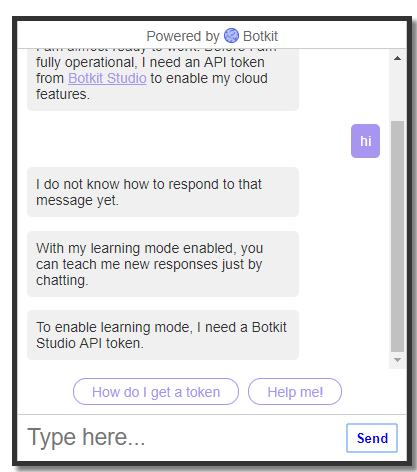 Powered by Botkit
I am almost ready to work. Before I am
fully operational, I need an API token
from Botkit Studio to enable my cloud
features.
hi
I do not know how to respond to that
message yet.
With my learning mode enabled, you
can teach me new responses just by
chatting.
To enable learning mode, I need a Botkit
Studio API token.
How do I get a token
Help me!
Type here...
Send